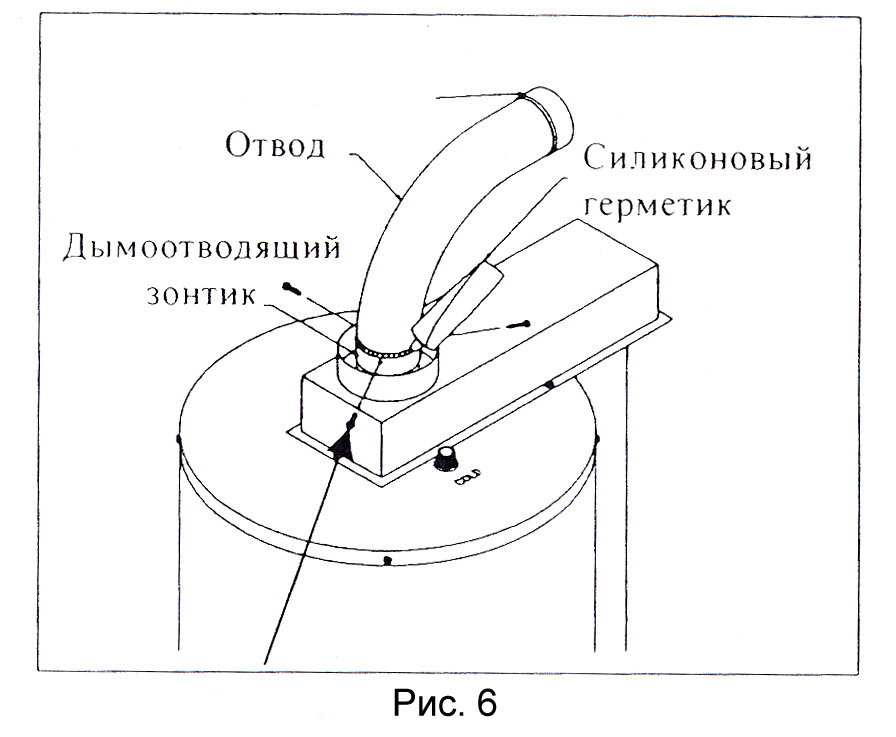 Отвод
Силиконовый
герметик
Дымоотводящий
зонтик
COLD
Рис. 6